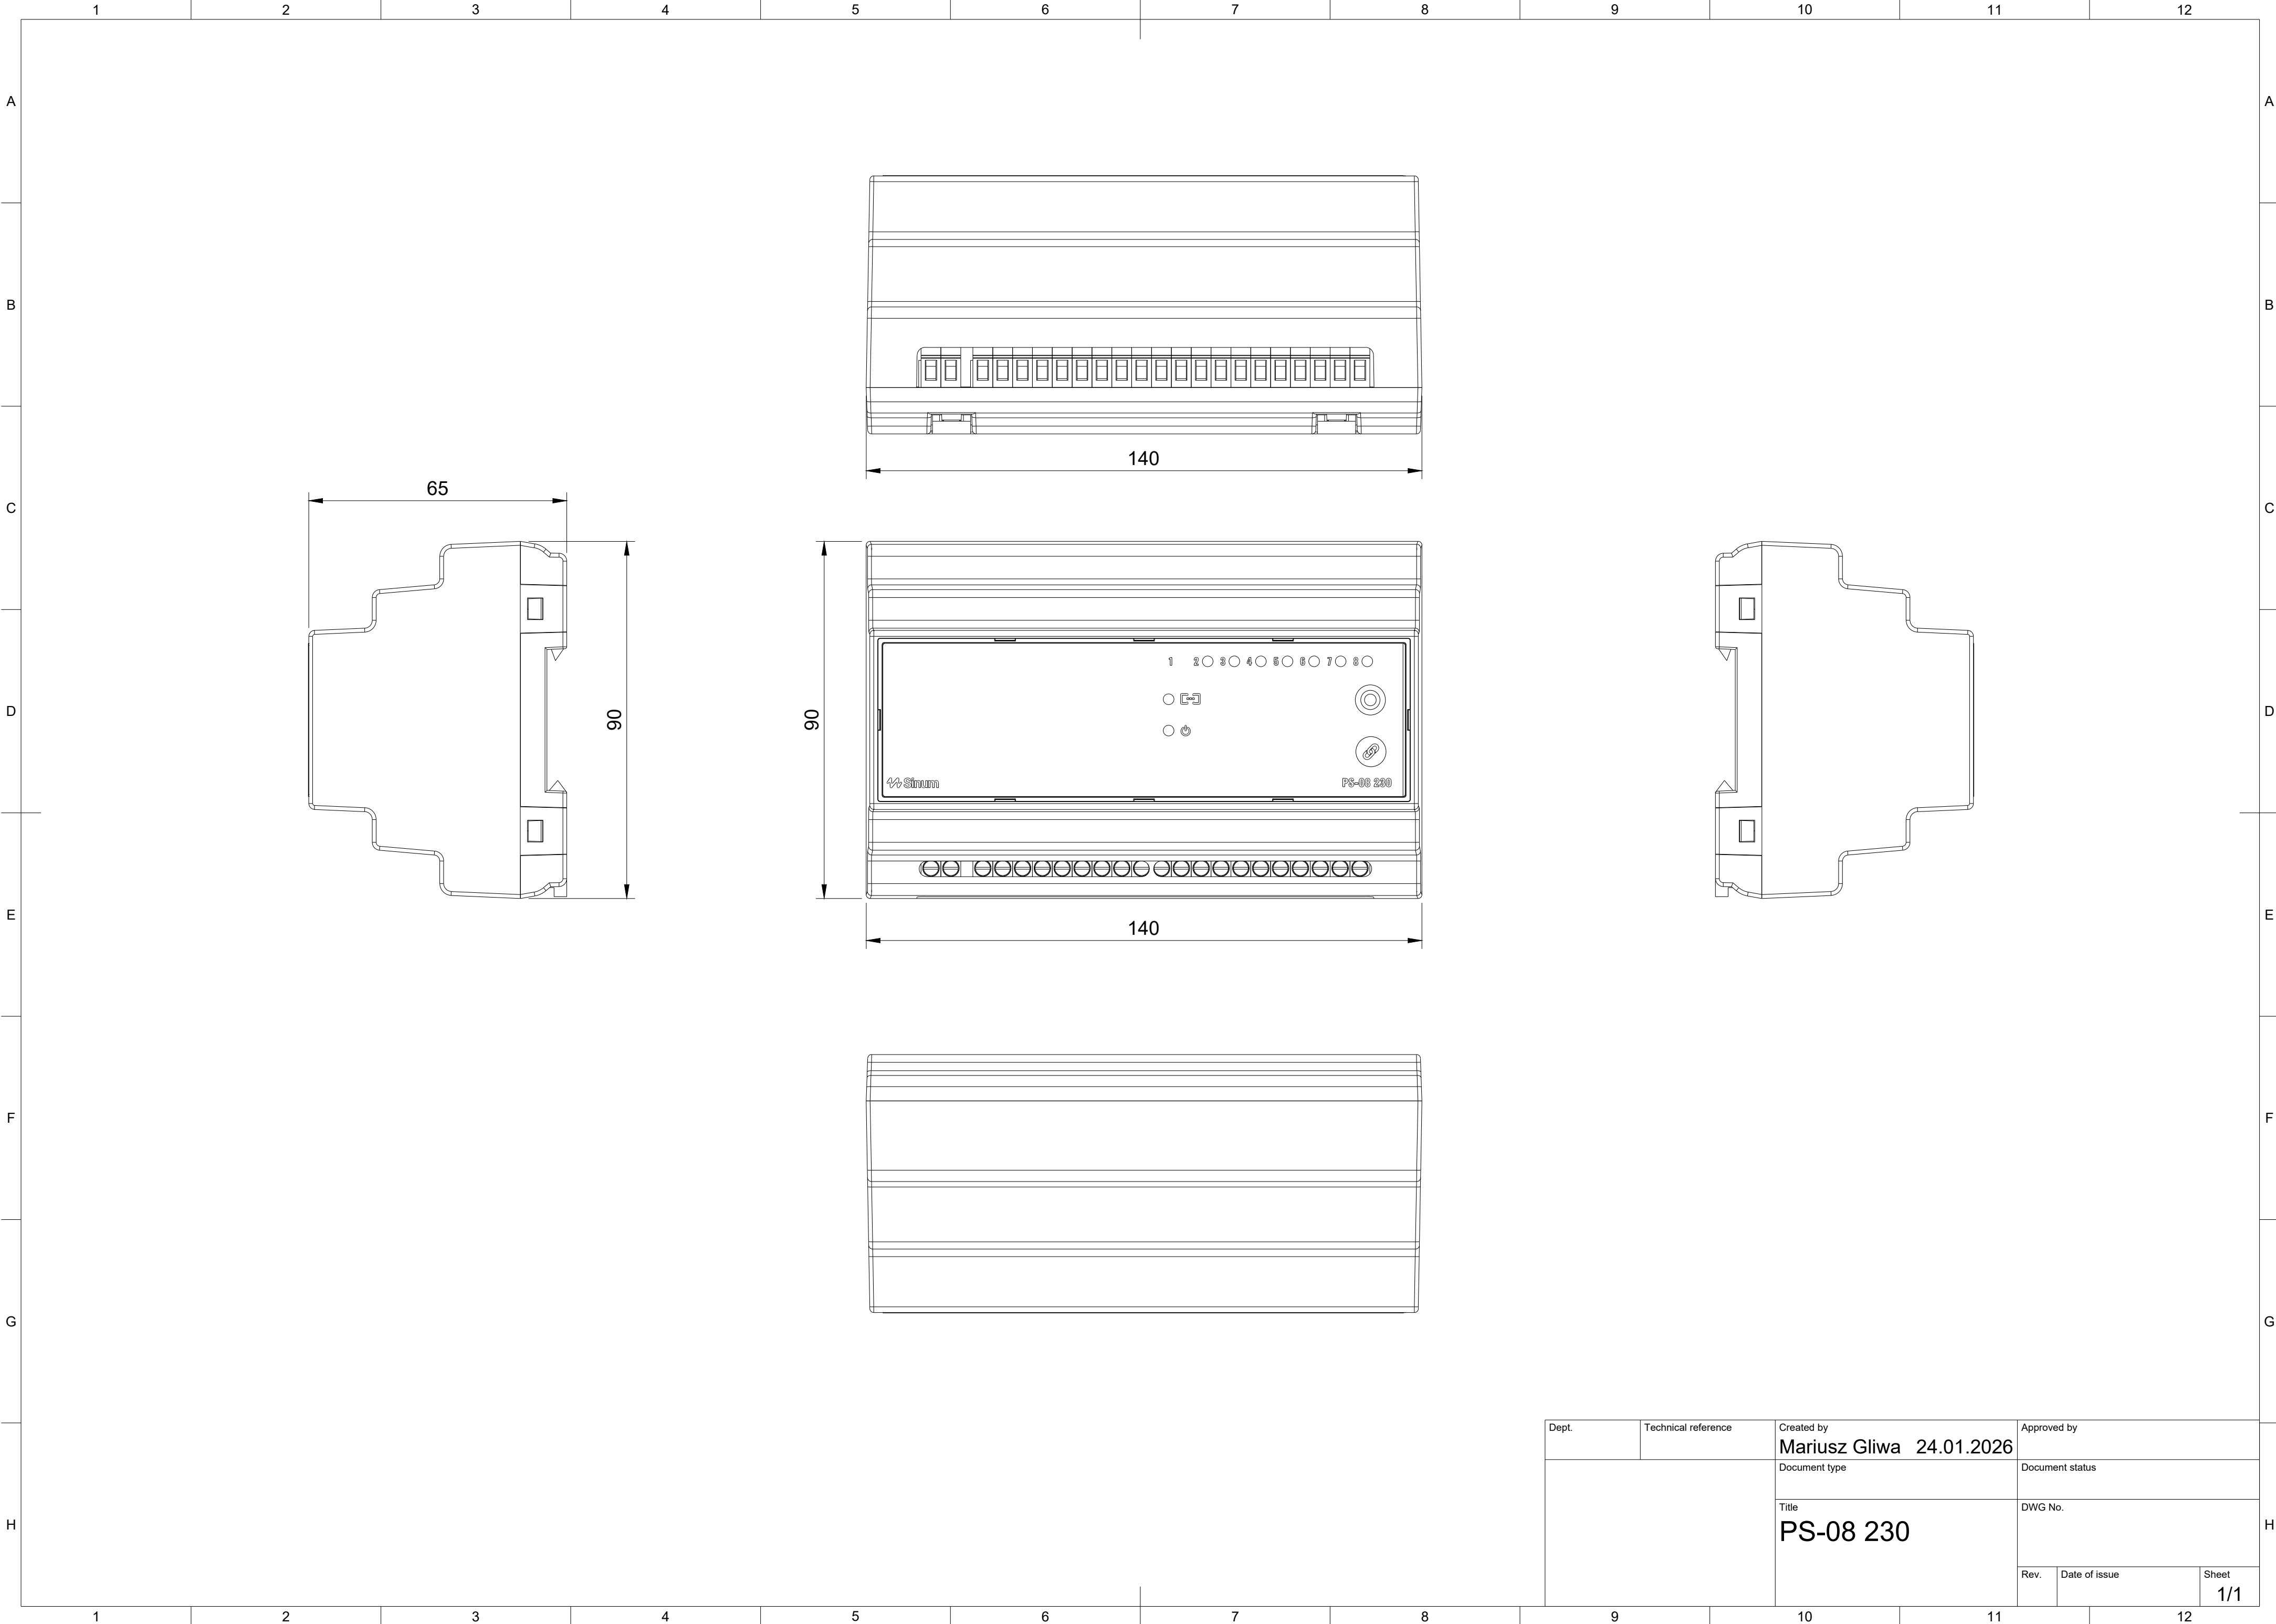 1 2 3 4 5 6 7 8 9 10 11 12
A A
B B
140
65
C C
1 2 3 4 5 6 7 8
D 90 90 D
Sinum PS-08 230
E E
140
F F
G G
Dept. Technical reference Created by Approved by
Mariusz Gliwa 24.01.2026
Document type Document status
Title DWG No.
H PS-08 230 H
Rev. Date of issue Sheet
1/1
1 2 3 4 5 6 7 8 9 10 11 12